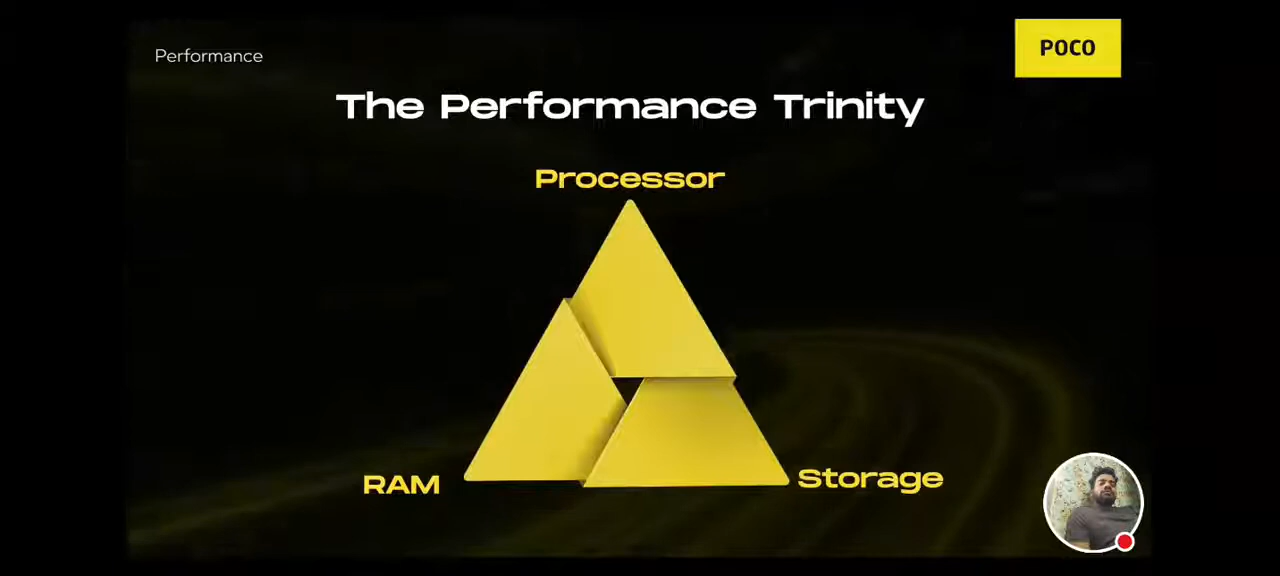 Performance
POCO
The Performance Trinity
Processor
RAM
Storage